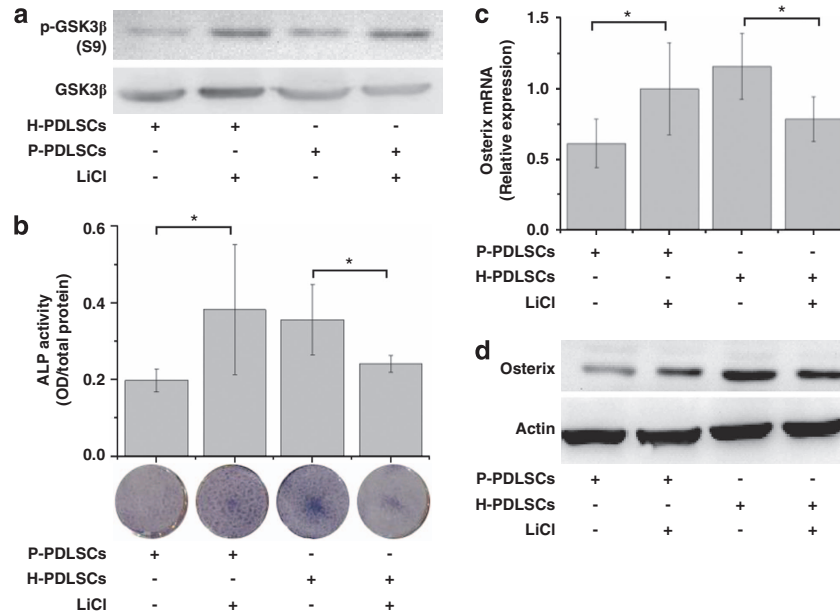 a
p-GSK3β
(S9)
GSK3β
H-PDLSCs + + - -
P-PDLSCs - - + +
LiCl - + - +
b
ALP activity
(OD/total protein)
0.6
0.4
0.2
0.0
* *
P-PDLSCs + + - -
H-PDLSCs - - + +
LiCl - + - +
c
Osterix mRNA
(Relative expression)
1.5
1.0
0.5
0.0
* *
P-PDLSCs + + - -
H-PDLSCs - - + +
LiCl - + - +
d
Osterix
Actin
P-PDLSCs + + - -
H-PDLSCs - - + +
LiCl - + - +